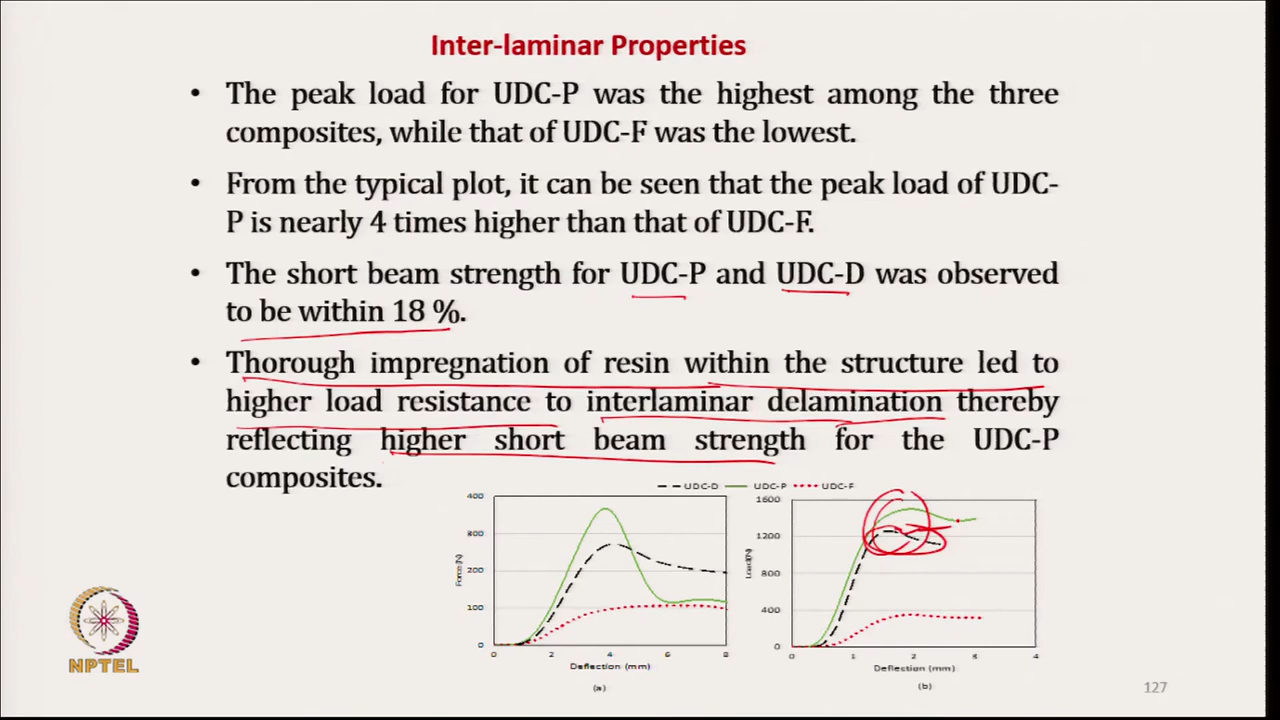 Inter-laminar Properties
• The peak load for UDC-P was the highest among the three
composites, while that of UDC-F was the lowest.
• From the typical plot, it can be seen that the peak load of UDC-
P is nearly 4 times higher than that of UDC-F.
• The short beam strength for UDC-P and UDC-D was observed
to be within 18 %.
• Thorough impregnation of resin within the structure led to
higher load resistance to interlaminar delamination thereby
reflecting higher short beam strength for the UDC-P
composites.
UDC-D UDC-P UDC-F
400
300
200
100
0
Force(N)
0 2 4 6 8
Deflection (mm)
(a)
1600
1200
800
400
0
Load(N)
0 1 2 3 4
Deflection (mm)
(b)
NPTEL
127